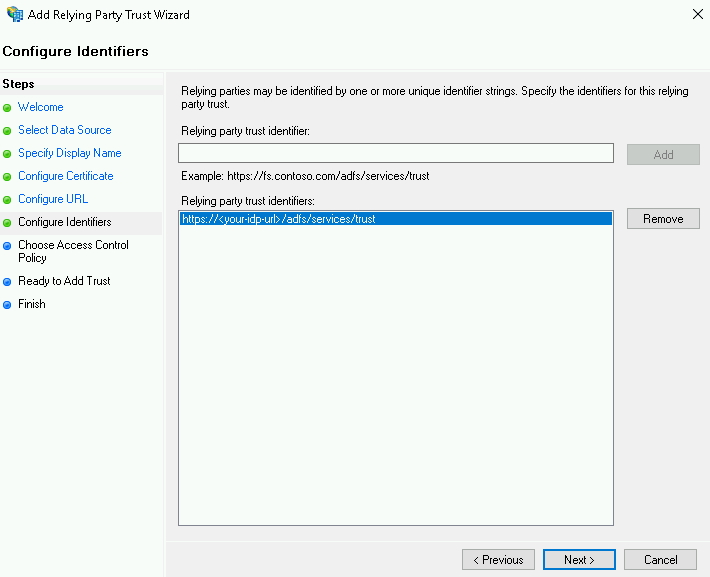 Add Relying Party Trust Wizard
Configure Identifiers
Steps
Welcome
Select Data Source
Specify Display Name
Configure Certificate
Configure URL
Configure Identifiers
Choose Access Control
Policy
Ready to Add Trust
Finish
Relying parties may be identified by one or more unique identifier strings. Specify the identifiers for this relying
party trust.
Relying party trust identifier:
Add
Example: https://fs.contoso.com/adfs/services/trust
Relying party trust identifiers:
https://<your-idp-url>/adfs/services/trust
Remove
< Previous
Next >
Cancel